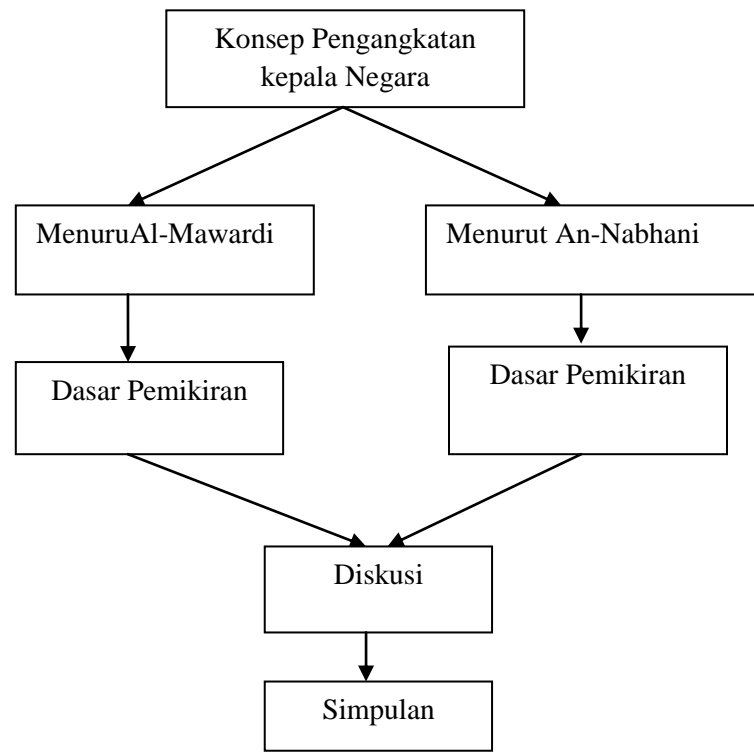 Konsep Pengangkatan
kepala Negara
MenuruAl-Mawardi
Menurut An-Nabhani
Dasar Pemikiran
Dasar Pemikiran
Diskusi
Simpulan